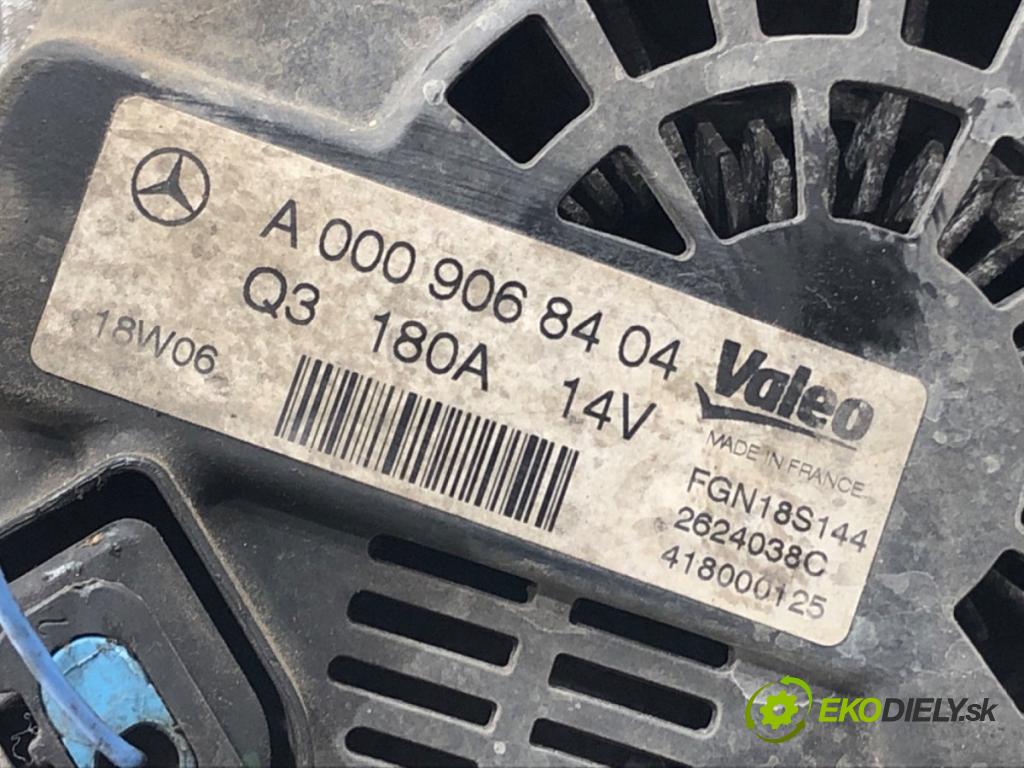 A 000 906 84 04
Q3 180A 14V
18W06
Valeo
MADE IN FRANCE
FGN18S144
2624038C
418000125
EKODIELY.sk